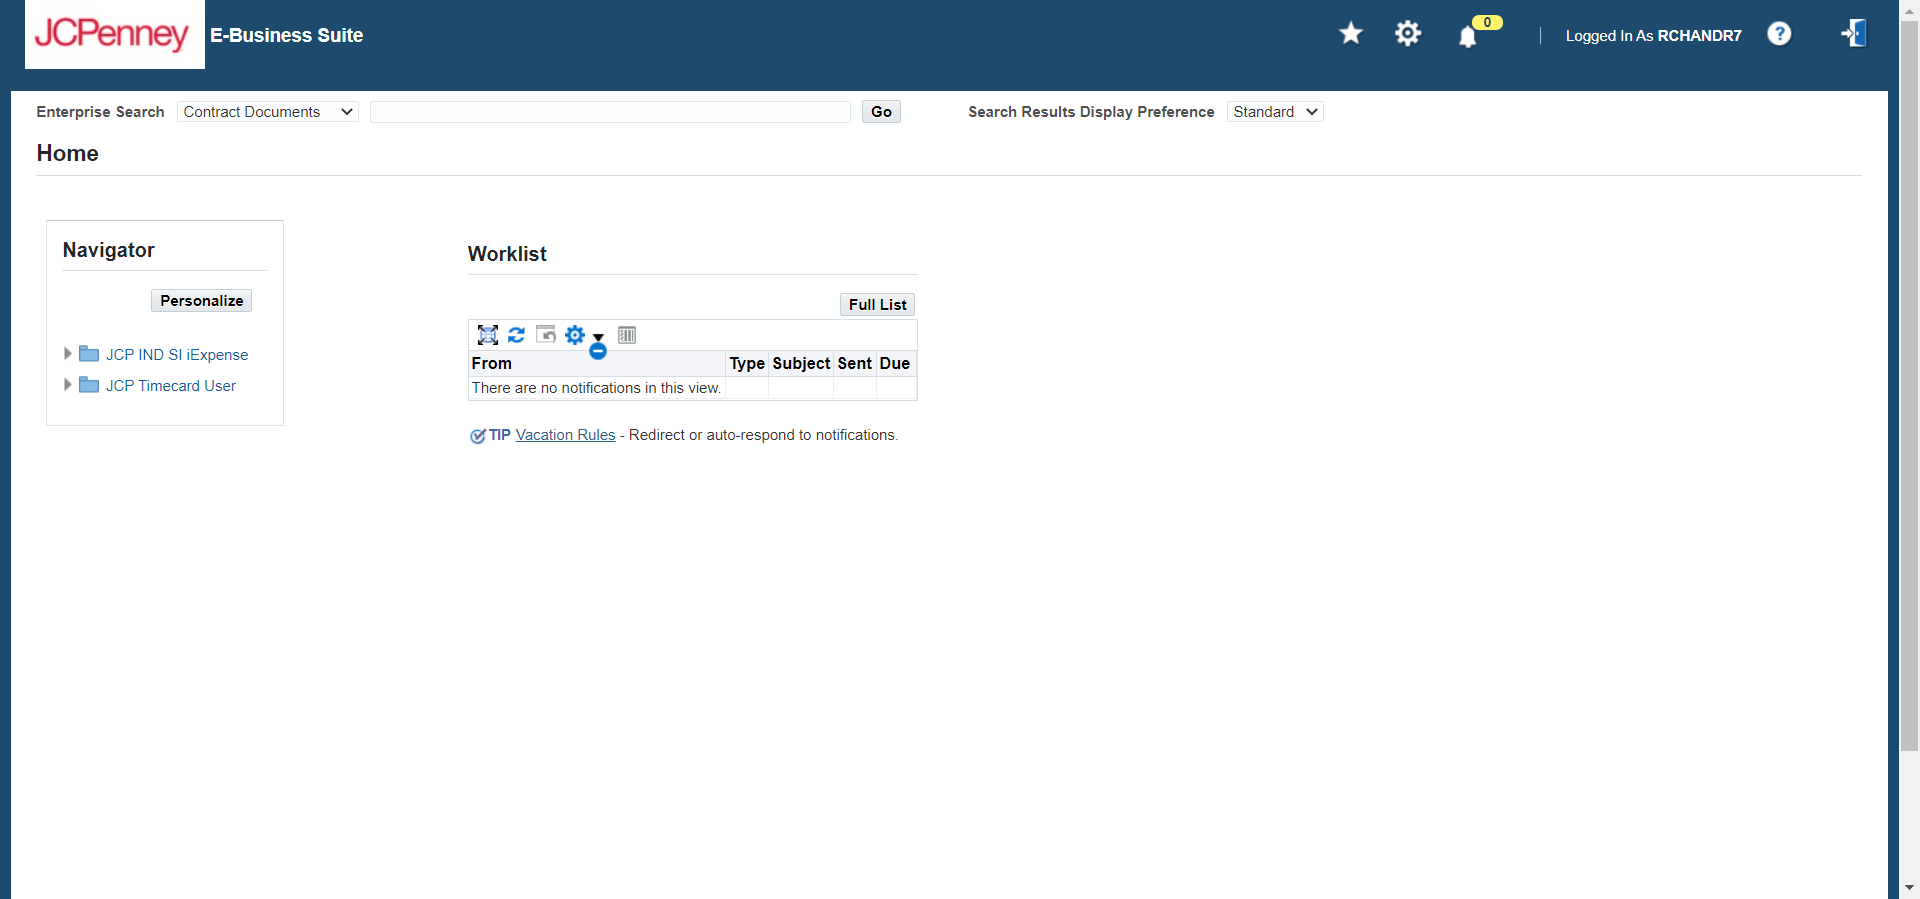 JCPenney E-Business Suite 0 Logged In As RCHANDR7 ?
Enterprise Search Contract Documents Go Search Results Display Preference Standard
Home
Navigator
Personalize
JCP IND SI iExpense
JCP Timecard User
Worklist
Full List
From Type Subject Sent Due
There are no notifications in this view.
TIP Vacation Rules - Redirect or auto-respond to notifications.